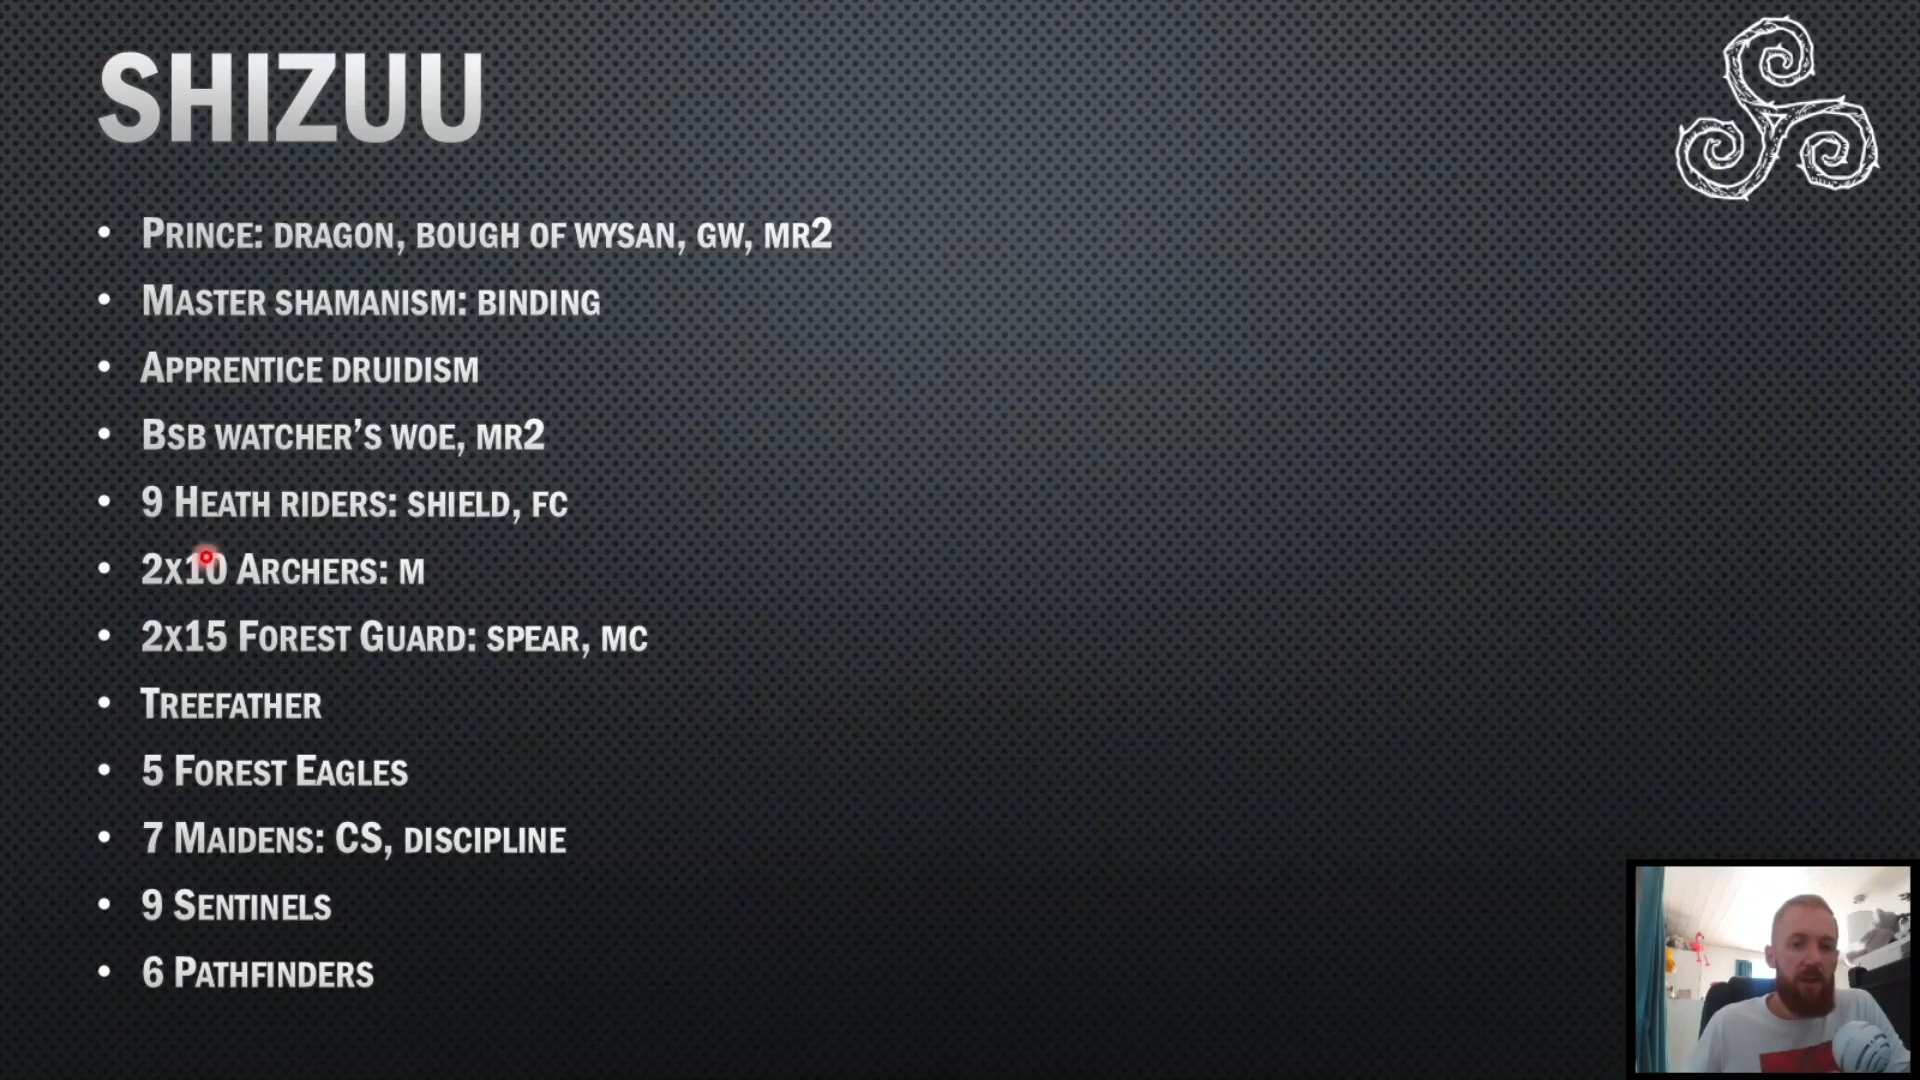 SHIZUU
• PRINCE: DRAGON, BOUGH OF WYSAN, GW, MR2
• MASTER SHAMANISM: BINDING
• APPRENTICE DRUIDISM
• BSB WATCHER’S WOE, MR2
• 9 HEATH RIDERS: SHIELD, FC
• 2X10 ARCHERS: M
• 2X15 FOREST GUARD: SPEAR, MC
• TREEFATHER
• 5 FOREST EAGLES
• 7 MAIDENS: CS, DISCIPLINE
• 9 SENTINELS
• 6 PATHFINDERS